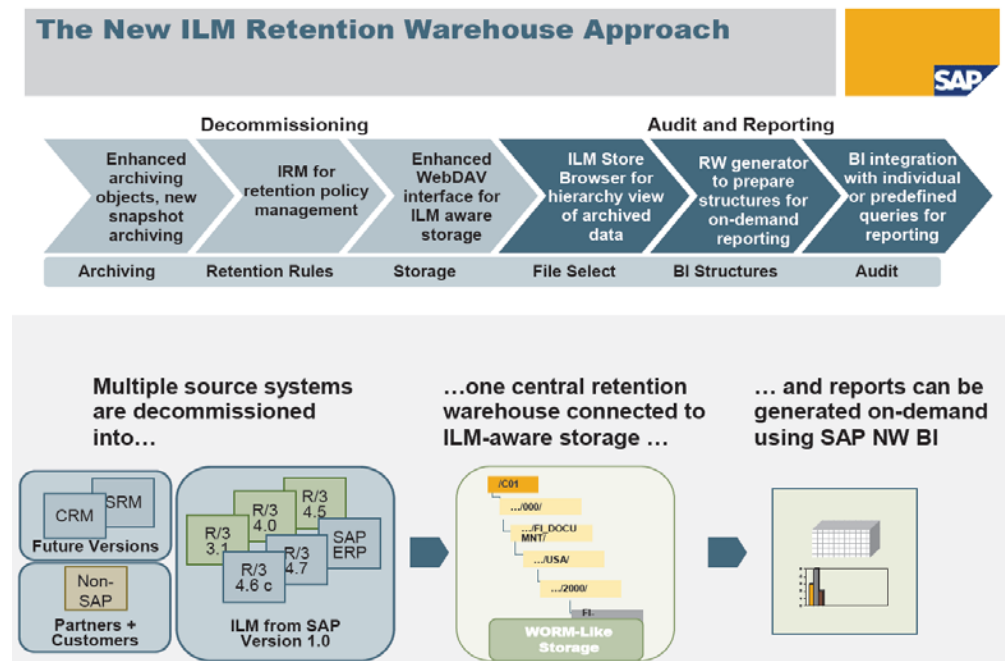 The New ILM Retention Warehouse Approach
SAP
Decommissioning
Audit and Reporting
Enhanced
archiving
objects, new
snapshot
archiving
IRM for
retention policy
management
Enhanced
WebDAV
interface for
ILM aware
storage
ILM Store
Browser for
hierarchy view
of archived
data
RW generator
to prepare
structures for
on-demand
reporting
BI integration
with individual
or predefined
queries for
reporting
Archiving
Retention Rules
Storage
File Select
BI Structures
Audit
Multiple source systems
are decommissioned
into…
…one central retention
warehouse connected to
ILM-aware storage …
… and reports can be
generated on-demand
using SAP NW BI
CRM
SRM
Future Versions
Non-
SAP
Partners +
Customers
R/3
3.1
R/3
4.0
R/3
4.5
R/3
4.6 c
R/3
4.7
SAP
ERP
ILM from SAP
Version 1.0
/C01
…/000/
…/FI_DOCU
MNT/
…/USA/
…/2000/
FI-
WORM-Like
Storage